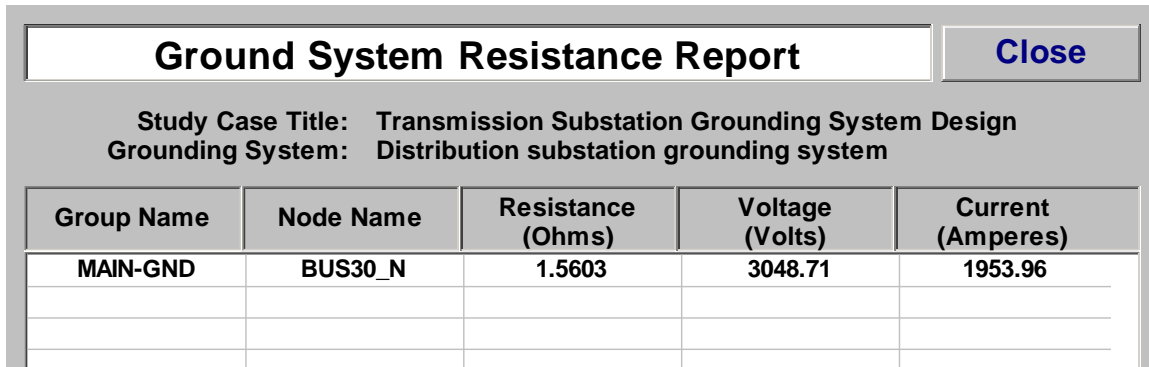 Ground System Resistance Report
Close
Study Case Title: Transmission Substation Grounding System Design
Grounding System: Distribution substation grounding system
Group Name Node Name Resistance (Ohms) Voltage (Volts) Current (Amperes)
MAIN-GND BUS30_N 1.5603 3048.71 1953.96